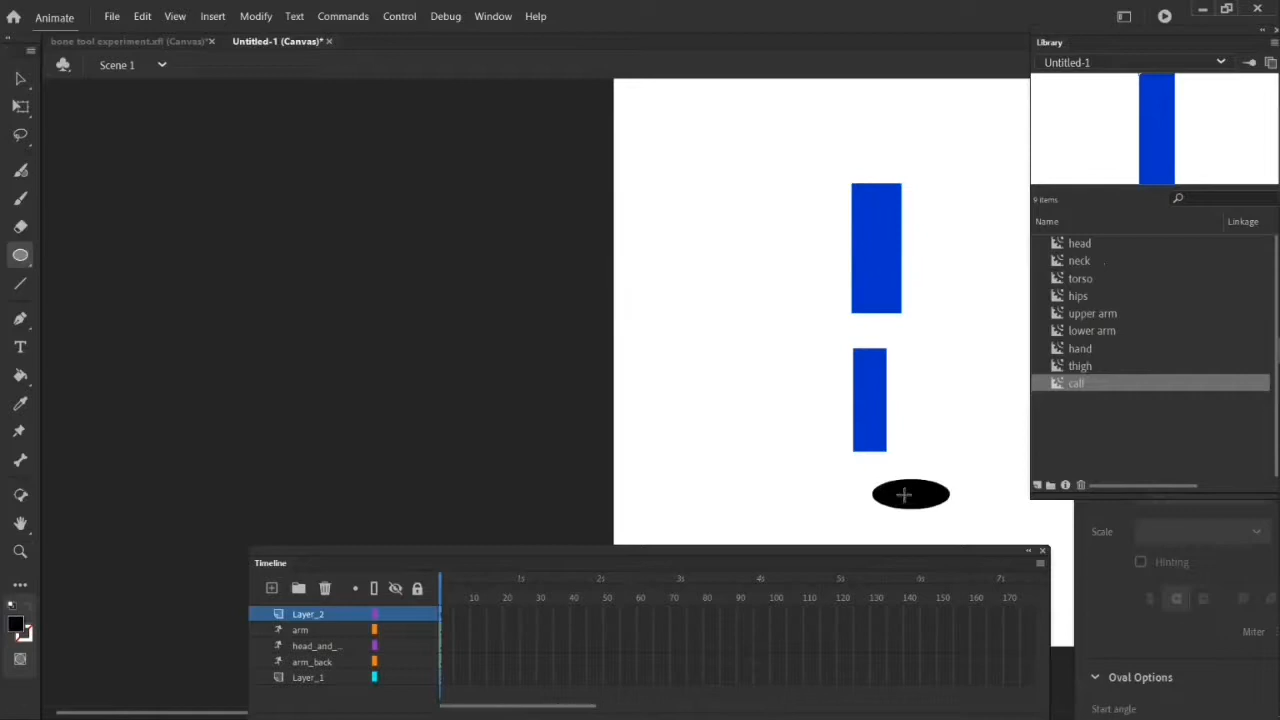 Animate File Edit View Insert Modify Text Commands Control Debug Window Help
bone tool experiment.xfl (Canvas)* Untitled-1 (Canvas)*
Scene 1
Library
Untitled-1
9 items
Name Linkage
head
neck
torso
hips
upper arm
lower arm
hand
thigh
calf
Scale
Hinting
Miter
Oval Options
Start angle
Timeline
1s 2s 3s 4s 5s 6s 7s
10 20 30 40 50 60 70 80 90 100 110 120 130 140 150 160 170
Layer_2
arm
head_and_...
arm_back
Layer_1